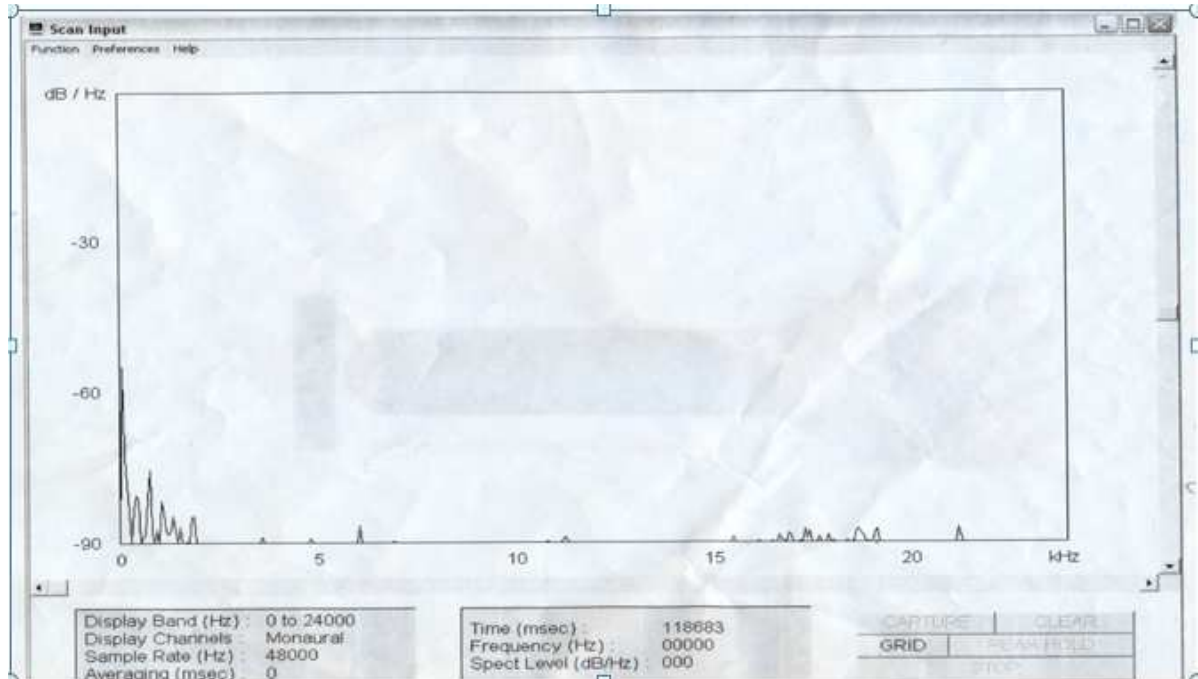 Scan Input
Function Preferences Help
dB / Hz
-30
-60
-90
0 5 10 15 20 kHz
Display Band (Hz) : 0 to 24000
Display Channels : Monaural
Sample Rate (Hz) : 48000
Averaging (msec) : 0
Time (msec) : 118683
Frequency (Hz) : 00000
Spect Level (dB/Hz) : 000
CAPTURE CLEAR
GRID PEAK HOLD
STOP